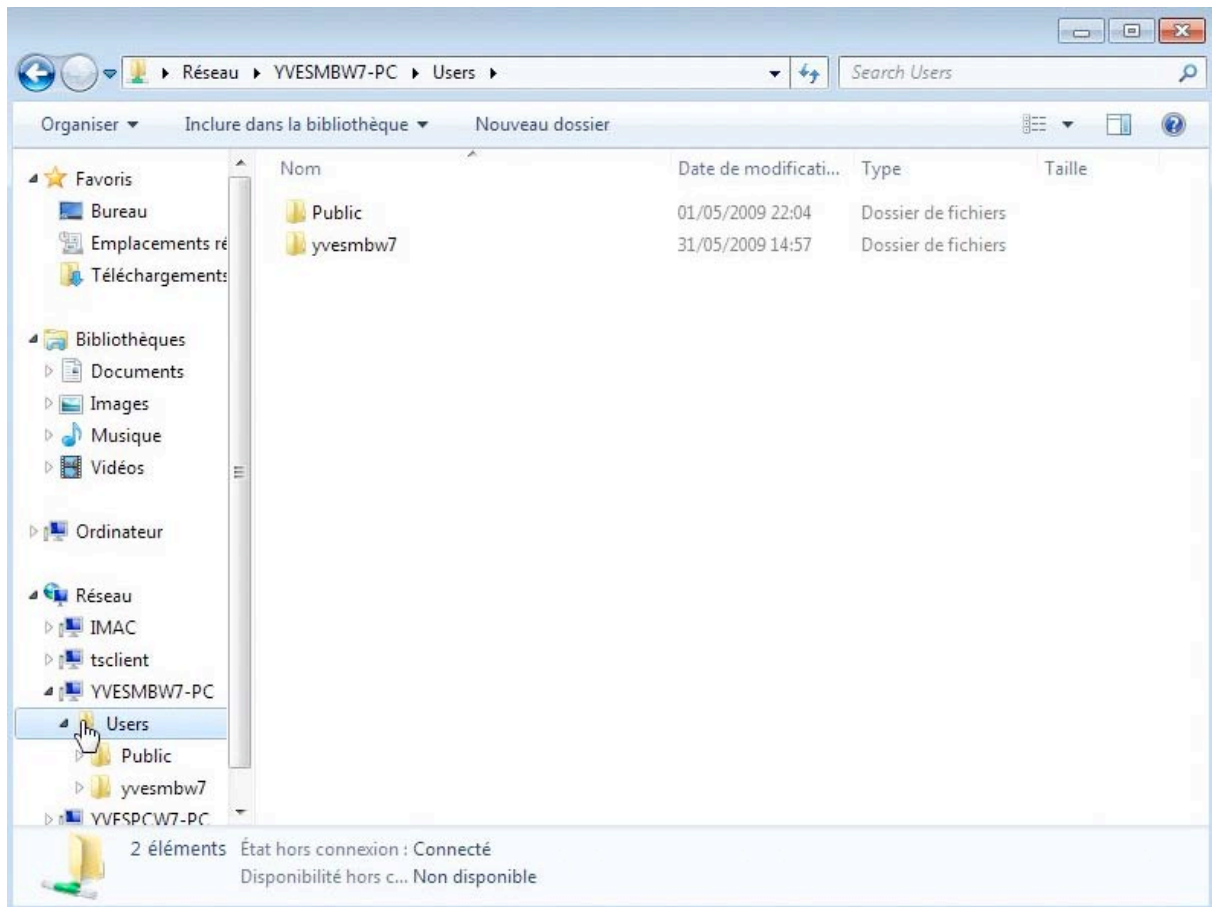 Réseau YVESMBW7-PC Users
Search Users
Organiser Inclure dans la bibliothèque Nouveau dossier
Favoris
Bureau
Emplacements ré
Téléchargements
Bibliothèques
Documents
Images
Musique
Vidéos
Ordinateur
Réseau
IMAC
tsclient
YVESMBW7-PC
Users
Public
yvesmbw7
YVESPCW7-PC
Nom Date de modificati... Type Taille
Public 01/05/2009 22:04 Dossier de fichiers
yvesmbw7 31/05/2009 14:57 Dossier de fichiers
2 éléments État hors connexion : Connecté
Disponibilité hors c... Non disponible